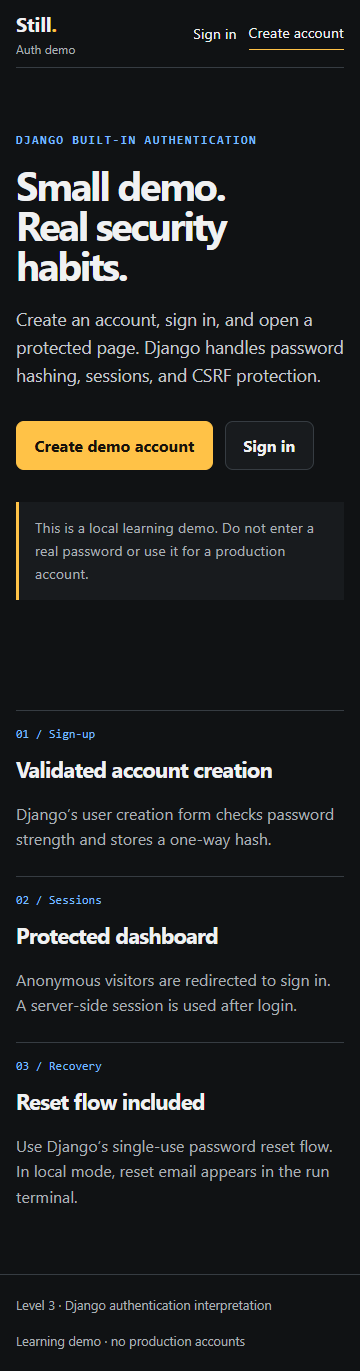 Still.
Auth demo
Sign in
Create account
DJANGO BUILT-IN AUTHENTICATION
Small demo.
Real security
habits.
Create an account, sign in, and open a
protected page. Django handles password
hashing, sessions, and CSRF protection.
Create demo account
Sign in
This is a local learning demo. Do not enter a
real password or use it for a production
account.
01 / Sign-up
Validated account creation
Django’s user creation form checks password
strength and stores a one-way hash.
02 / Sessions
Protected dashboard
Anonymous visitors are redirected to sign in.
A server-side session is used after login.
03 / Recovery
Reset flow included
Use Django’s single-use password reset flow.
In local mode, reset email appears in the run
terminal.
Level 3 · Django authentication interpretation
Learning demo · no production accounts